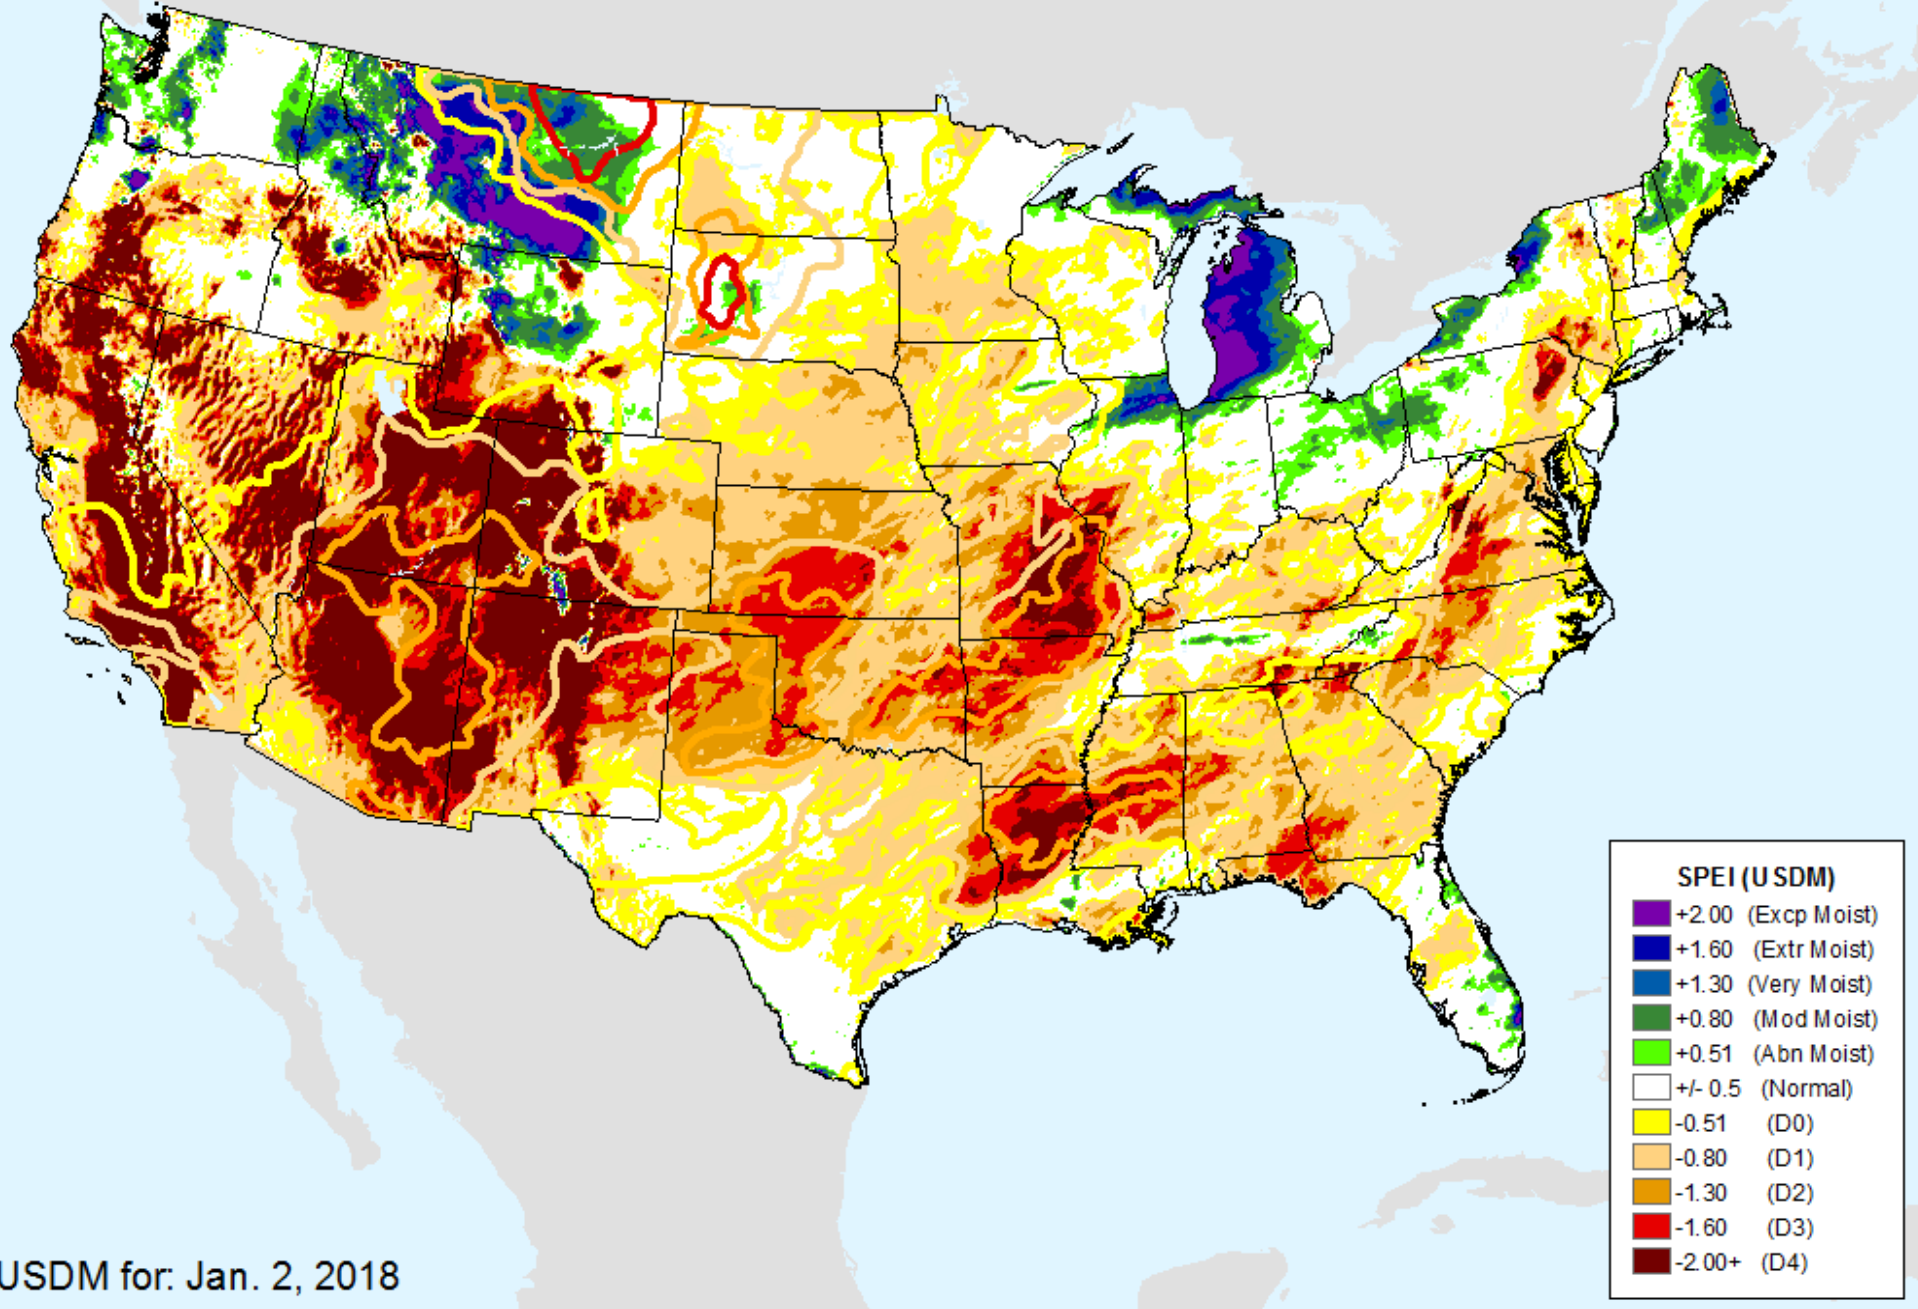 SPEI (USDM)
+2.00 (Excp Moist)
+1.60 (Extr Moist)
+1.30 (Very Moist)
+0.80 (Mod Moist)
+0.51 (Abn Moist)
+/- 0.5 (Normal)
-0.51 (D0)
-0.80 (D1)
-1.30 (D2)
-1.60 (D3)
-2.00+ (D4)
USDM for: Jan. 2, 2018